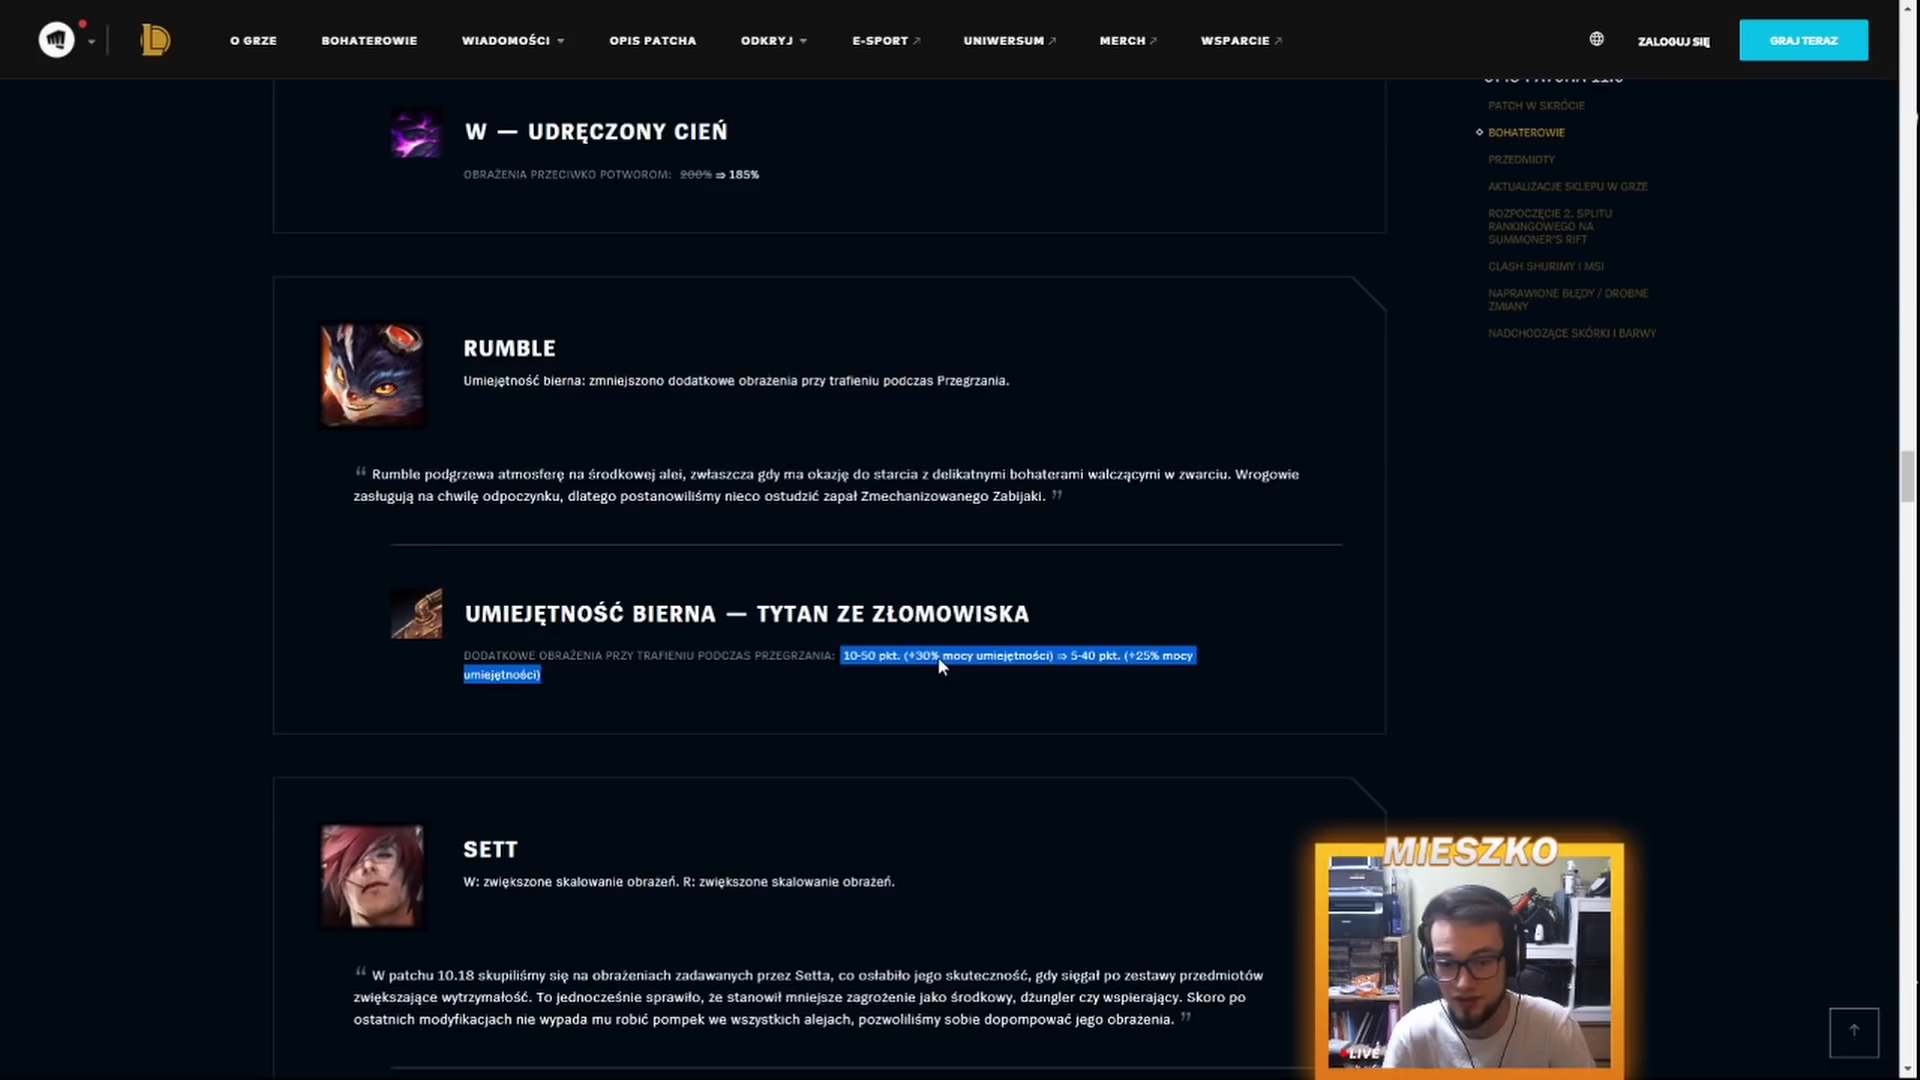 O GRZE
BOHATEROWIE
WIADOMOŚCI
OPIS PATCHA
ODKRYJ
E-SPORT
UNIWERSUM
MERCH
WSPARCIE
ZALOGUJ SIĘ
GRAJ TERAZ
PATCH W SKRÓCIE
BOHATEROWIE
PRZEDMIOTY
AKTUALIZACJE SKLEPU W GRZE
ROZPOCZĘCIE 2. SPLITU
RANKINGOWEGO NA
SUMMONER'S RIFT
CLASH SHURIMY I MSI
NAPRAWIONE BŁĘDY / DROBNE
ZMIANY
NADCHODZĄCE SKÓRKI I BARWY
W — UDRĘCZONY CIEŃ
OBRAŻENIA PRZECIWKO POTWOROM: 200% ⇒ 185%
RUMBLE
Umiejętność bierna: zmniejszono dodatkowe obrażenia przy trafieniu podczas Przegrzania.
“ Rumble podgrzewa atmosferę na środkowej alei, zwłaszcza gdy ma okazję do starcia z delikatnymi bohaterami walczącymi w zwarciu. Wrogowie
zasługują na chwilę odpoczynku, dlatego postanowiliśmy nieco ostudzić zapał Zmechanizowanego Zabijaki. ”
UMIEJĘTNOŚĆ BIERNA — TYTAN ZE ZŁOMOWISKA
DODATKOWE OBRAŻENIA PRZY TRAFIENIU PODCZAS PRZEGRZANIA: 10-50 pkt. (+30% mocy umiejętności) ⇒ 5-40 pkt. (+25% mocy
umiejętności)
SETT
W: zwiększone skalowanie obrażeń. R: zwiększone skalowanie obrażeń.
“ W patchu 10.18 skupiliśmy się na obrażeniach zadawanych przez Setta, co osłabiło jego skuteczność, gdy sięgał po zestawy przedmiotów
zwiększające wytrzymałość. To jednocześnie sprawiło, że stanowił mniejsze zagrożenie jako środkowy, dżungler czy wspierający. Skoro po
ostatnich modyfikacjach nie wypada mu robić pompek we wszystkich alejach, pozwoliliśmy sobie dopompować jego obrażenia. ”
MIESZKO
LIVE